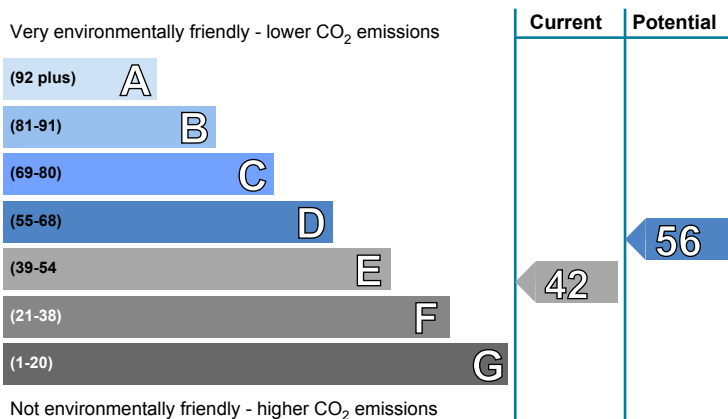 Very environmentally friendly - lower CO₂ emissions
Current
Potential
(92 plus) A
(81-91) B
(69-80) C
(55-68) D
56
(39-54 E
42
(21-38) F
(1-20) G
Not environmentally friendly - higher CO₂ emissions